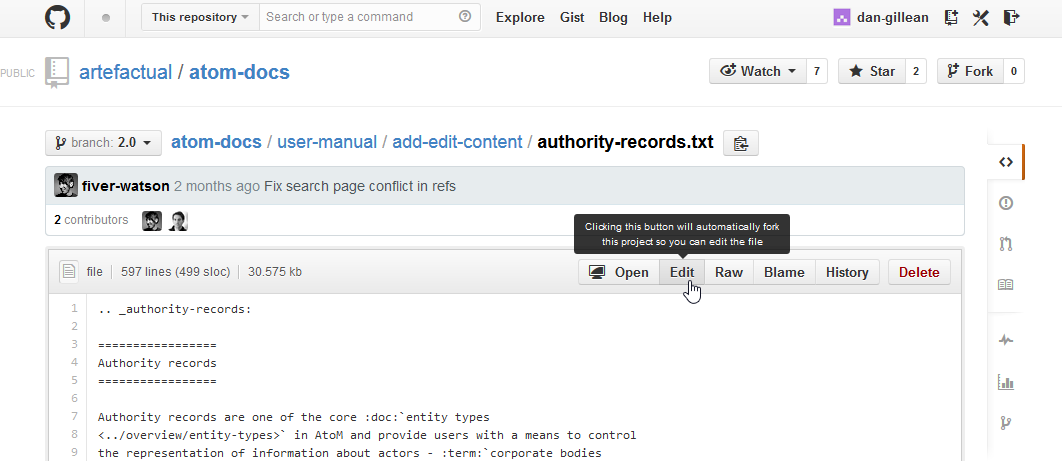 This repository Search or type a command Explore Gist Blog Help dan-gillean
PUBLIC artefactual / atom-docs Watch 7 Star 2 Fork 0
branch: 2.0 atom-docs / user-manual / add-edit-content / authority-records.txt
fiver-watson 2 months ago Fix search page conflict in refs
2 contributors
Clicking this button will automatically fork
this project so you can edit the file
file 597 lines (499 sloc) 30.575 kb Open Edit Raw Blame History Delete
1 .. _authority-records:
2
3 =================
4 Authority records
5 =================
6
7 Authority records are one of the core :doc:`entity types
8 <../overview/entity-types>` in AtoM and provide users with a means to control
9 the representation of information about actors - :term:`corporate bodies